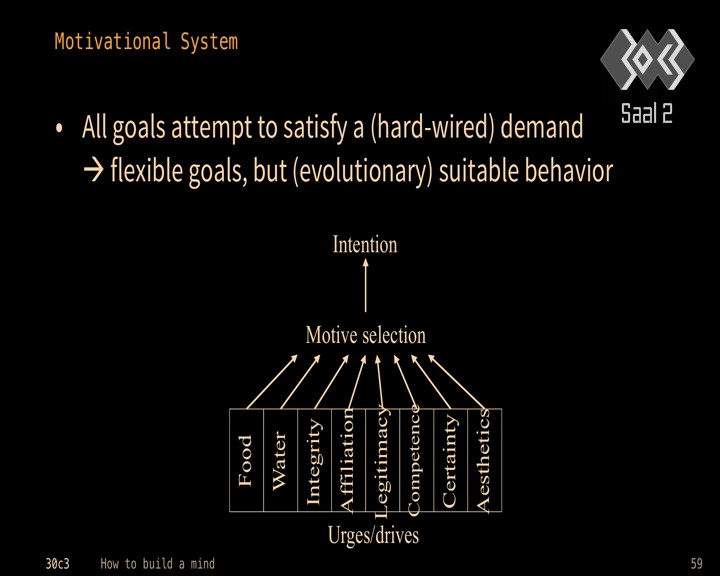 Motivational System
Saal 2
• All goals attempt to satisfy a (hard-wired) demand
→ flexible goals, but (evolutionary) suitable behavior
Intention
Motive selection
Food
Water
Integrity
Affiliation
Legitimacy
Competence
Certainty
Aesthetics
Urges/drives
30c3 How to build a mind 59